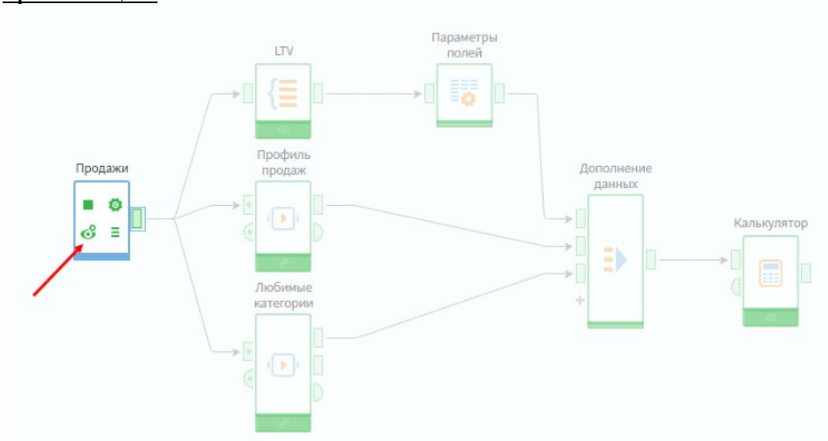 LTV
Параметры
полей
Продажи
Профиль
продаж
Дополнение
данных
Калькулятор
Любимые
категории